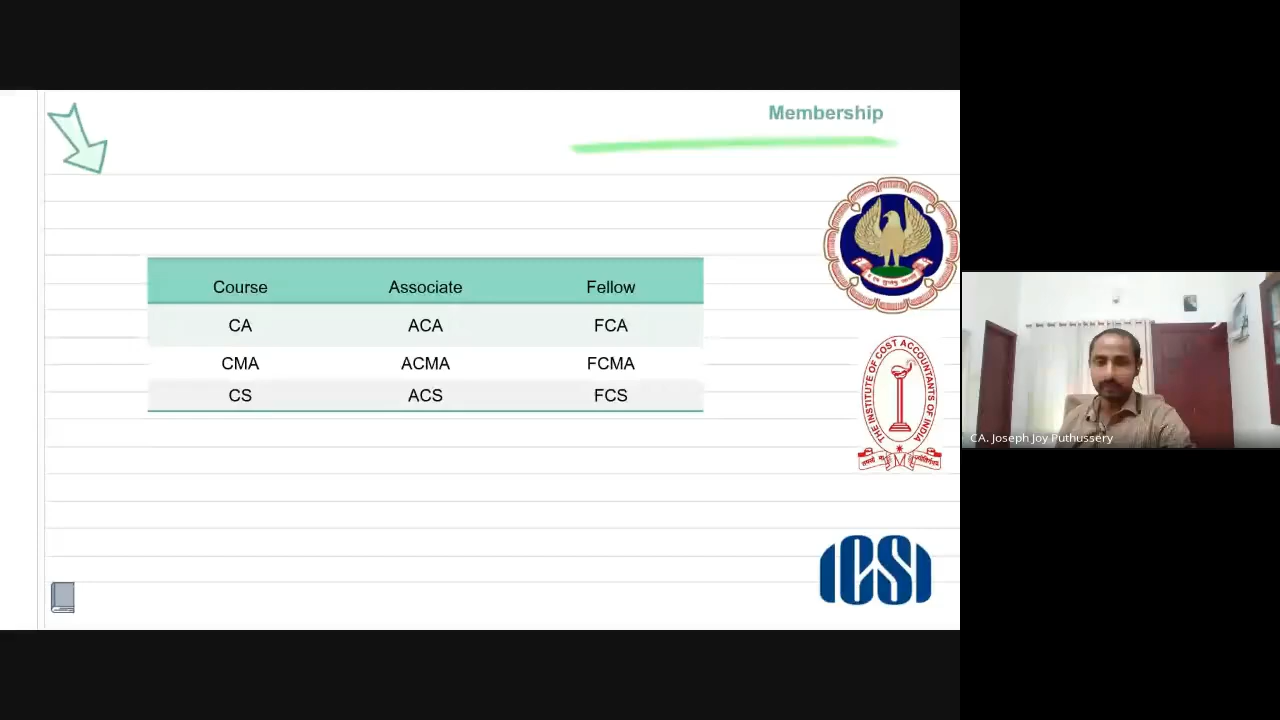 Membership
Course Associate Fellow
CA ACA FCA
CMA ACMA FCMA
CS ACS FCS
THE INSTITUTE OF COST ACCOUNTANTS OF INDIA
ICSI
CA. Joseph Joy Puthussery